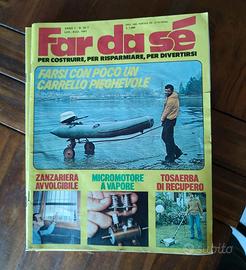 Far da sé
PER COSTRUIRE, PER RISPARMIARE, PER DIVERTIRSI
FARSI CON POCO UN
CARRELLO PIEGHEVOLE
ZANZARIERA
AVVOLGIBILE
MICROMOTORE
A VAPORE
TOSAERBA
DI RECUPERO
Subito